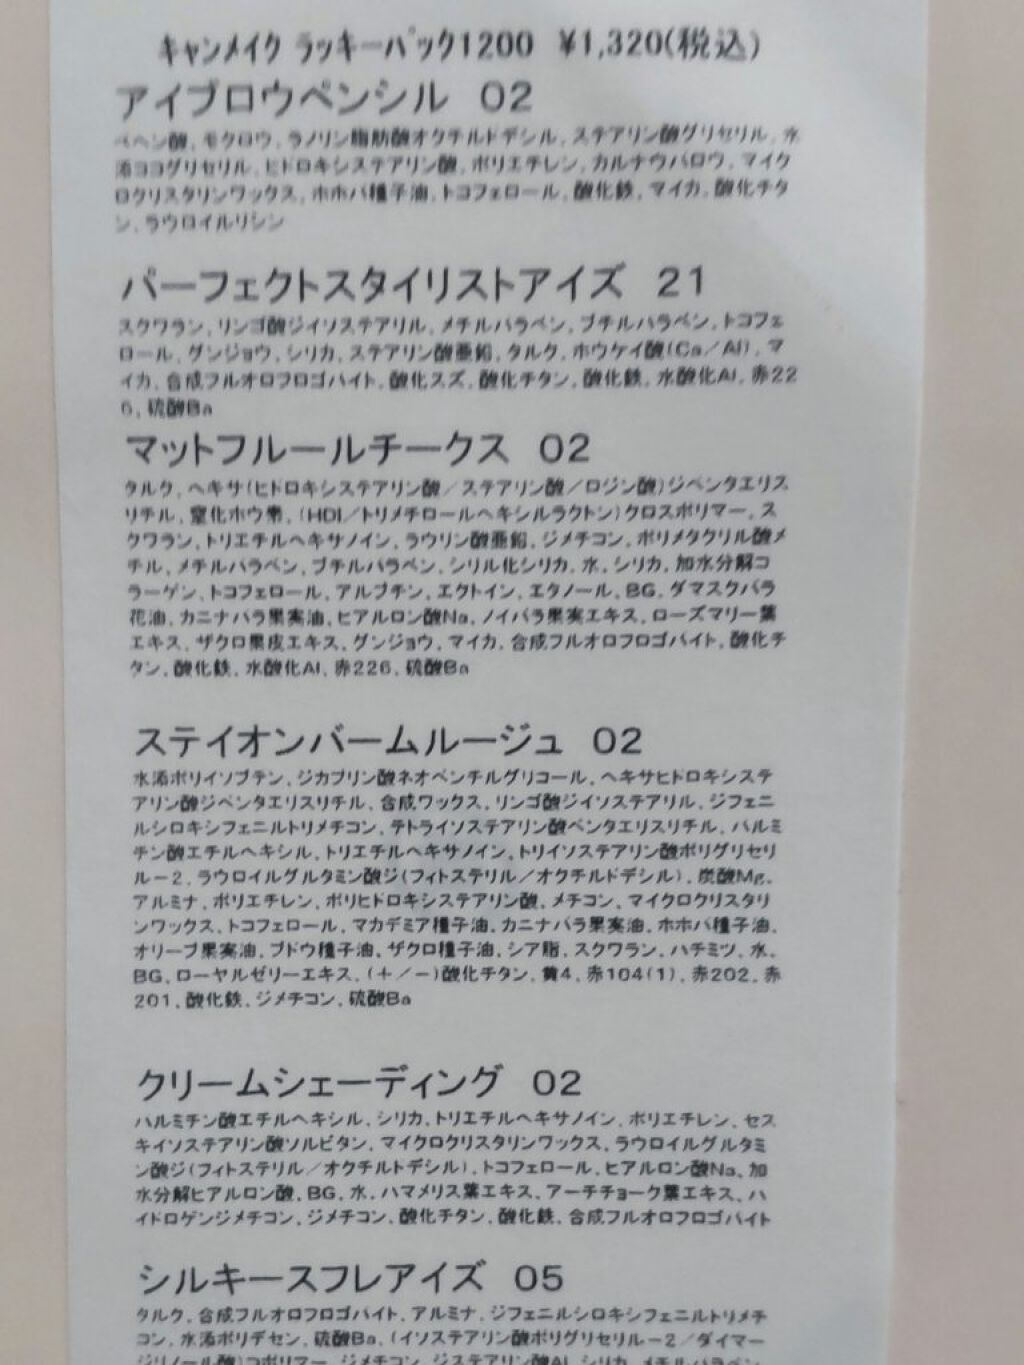 キャンメイク ラッキーパック1200 ¥1,320(税込)
アイブロウペンシル 02
ベヘン酸、モクロウ、ラノリン脂肪酸オクチルドデシル、ステアリン酸グリセリル、水
添ココグリセリル、ヒドロキシステアリン酸、ポリエチレン、カルナウバロウ、マイク
ロクリスタリンワックス、ホホバ種子油、トコフェロール、酸化鉄、マイカ、酸化チタ
ン、ラウロイルリシン
パーフェクトスタイリストアイズ 21
スクワラン、リンゴ酸ジイソステアリル、メチルパラベン、ブチルパラベン、トコフェ
ロール、グンジョウ、シリカ、ステアリン酸亜鉛、タルク、ホウケイ酸(Ca/Al)、マ
イカ、合成フルオロフロゴパイト、酸化スズ、酸化チタン、酸化鉄、水酸化Al、赤22
6、硫酸Ba
マットフルールチークス 02
タルク、ヘキサ(ヒドロキシステアリン酸/ステアリン酸/ロジン酸)ジペンタエリス
リチル、窒化ホウ素、(HDI/トリメチロールヘキシルラクトン)クロスポリマー、ス
クワラン、トリエチルヘキサノイン、ラウリン酸亜鉛、ジメチコン、ポリメタクリル酸メ
チル、メチルパラベン、ブチルパラベン、シリル化シリカ、水、シリカ、加水分解コ
ラーゲン、トコフェロール、アルブチン、エクトイン、エタノール、BG、ダマスクバラ
花油、カニナバラ果実油、ヒアルロン酸Na、ノイバラ果実エキス、ローズマリー葉
エキス、ザクロ果皮エキス、グンジョウ、マイカ、合成フルオロフロゴパイト、酸化チ
タン、酸化鉄、水酸化Al、赤226、硫酸Ba
ステイオンバームルージュ 02
水添ポリイソブテン、ジカプリン酸ネオペンチルグリコール、ヘキサヒドロキシステ
アリン酸ジペンタエリスリチル、合成ワックス、リンゴ酸ジイソステアリル、ジフェニ
ルシロキシフェニルトリメチコン、テトライソステアリン酸ペンタエリスリチル、パルミ
チン酸エチルヘキシル、トリエチルヘキサノイン、トリイソステアリン酸ポリグリセリ
ル-2、ラウロイルグルタミン酸ジ(フィトステリル/オクチルドデシル)、炭酸Mg、
アルミナ、ポリエチレン、ポリヒドロキシステアリン酸、メチコン、マイクロクリスタリ
ンワックス、トコフェロール、マカデミア種子油、カニナバラ果実油、ホホバ種子油、
オリーブ果実油、ブドウ種子油、ザクロ種子油、シア脂、スクワラン、ハチミツ、水、
BG、ローヤルゼリーエキス、(+/-)酸化チタン、黄4、赤104(1)、赤202、赤
201、酸化鉄、ジメチコン、硫酸Ba
クリームシェーディング 02
パルミチン酸エチルヘキシル、シリカ、トリエチルヘキサノイン、ポリエチレン、セス
キイソステアリン酸ソルビタン、マイクロクリスタリンワックス、ラウロイルグルタミ
ン酸ジ(フィトステリル/オクチルドデシル)、トコフェロール、ヒアルロン酸Na、加
水分解ヒアルロン酸、BG、水、ハマメリス葉エキス、アーチチョーク葉エキス、ハ
イドロゲンジメチコン、ジメチコン、酸化チタン、酸化鉄、合成フルオロフロゴパイト
シルキースフレアイズ 05
タルク、合成フルオロフロゴパイト、アルミナ、ジフェニルシロキシフェニルトリメチ
コン、水添ポリデセン、硫酸Ba、(イソステアリン酸ポリグリセリル-2/ダイマー
ジリノール酸)コポリマー、ジメチコン、ジステアリン酸Al、シリカ、メチルパラベン